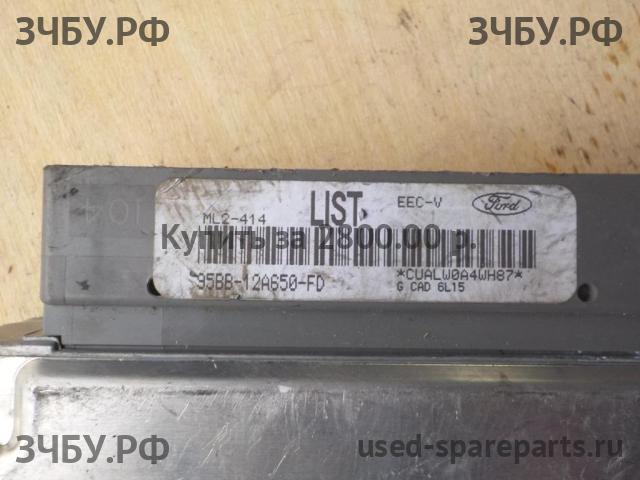 ЗЧБУ.РФ ЗЧБУ.РФ
ML2-414 LIST EEC-V Ford
Купить за 2800.00 р.
95BB-12A650-FD *CUALW0A4WH87*
G CAD 6L15
ЗЧБУ.РФ used-spareparts.ru